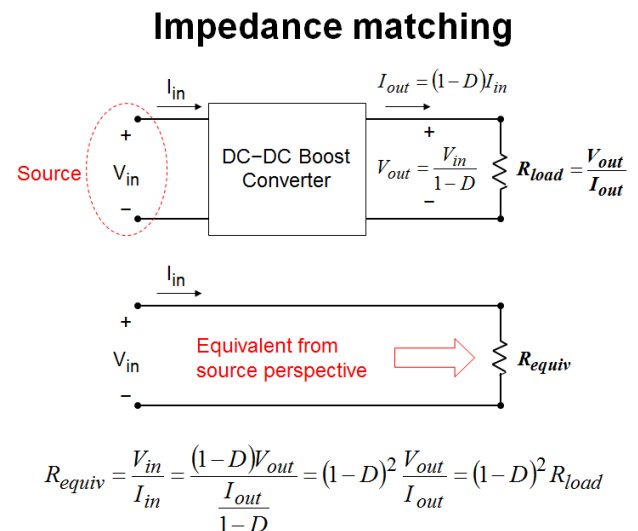 Impedance matching
I_in
I_out = (1−D)I_in
+
+
Source
V_in
DC−DC Boost
Converter
V_out = V_in / (1−D)
R_load = V_out / I_out
−
−
I_in
+
V_in
Equivalent from
source perspective
R_equiv
−
R_equiv = V_in / I_in = (1−D)V_out / (I_out / (1−D)) = (1−D)² V_out / I_out = (1−D)² R_load